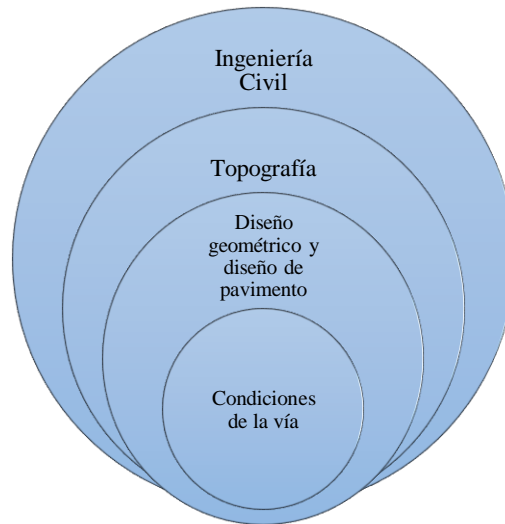 Ingeniería
Civil
Topografía
Diseño
geométrico y
diseño de
pavimento
Condiciones
de la vía